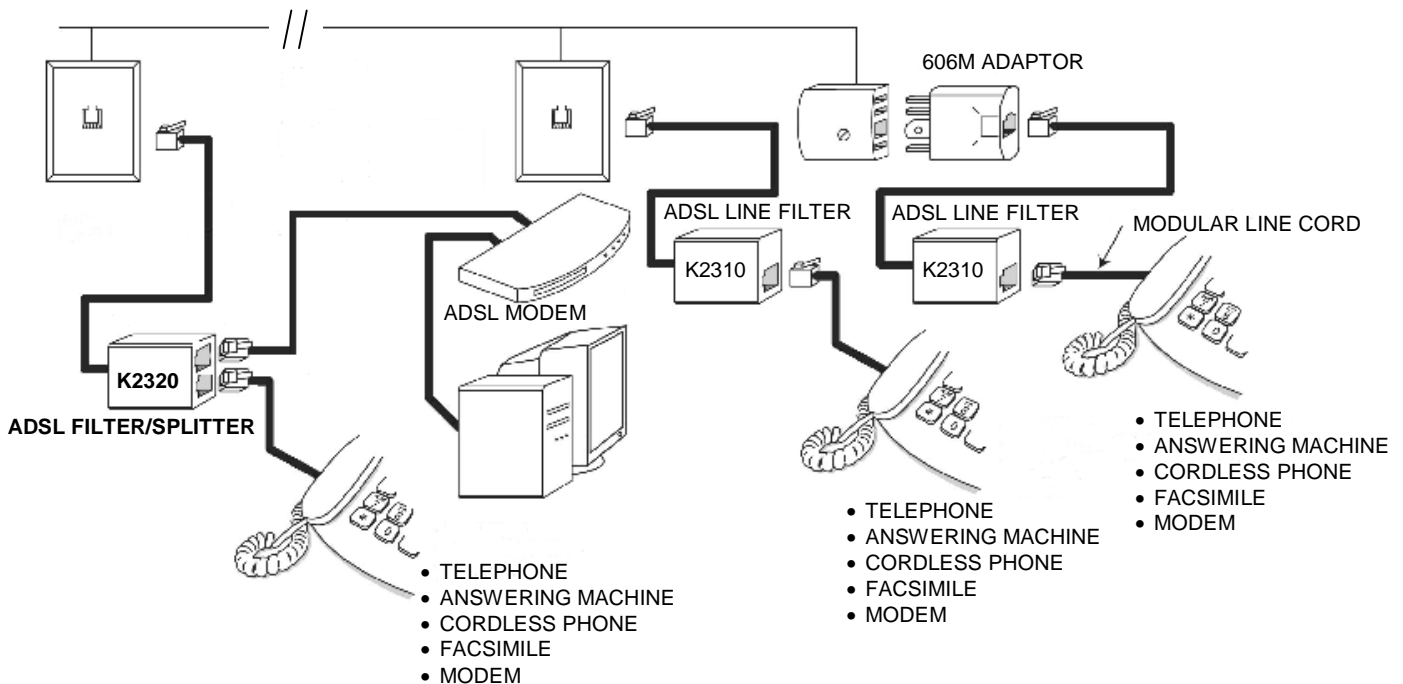 606M ADAPTOR
ADSL LINE FILTER
ADSL LINE FILTER
MODULAR LINE CORD
K2310
K2310
ADSL MODEM
K2320
ADSL FILTER/SPLITTER
• TELEPHONE
• ANSWERING MACHINE
• CORDLESS PHONE
• FACSIMILE
• MODEM
• TELEPHONE
• ANSWERING MACHINE
• CORDLESS PHONE
• FACSIMILE
• MODEM
• TELEPHONE
• ANSWERING MACHINE
• CORDLESS PHONE
• FACSIMILE
• MODEM